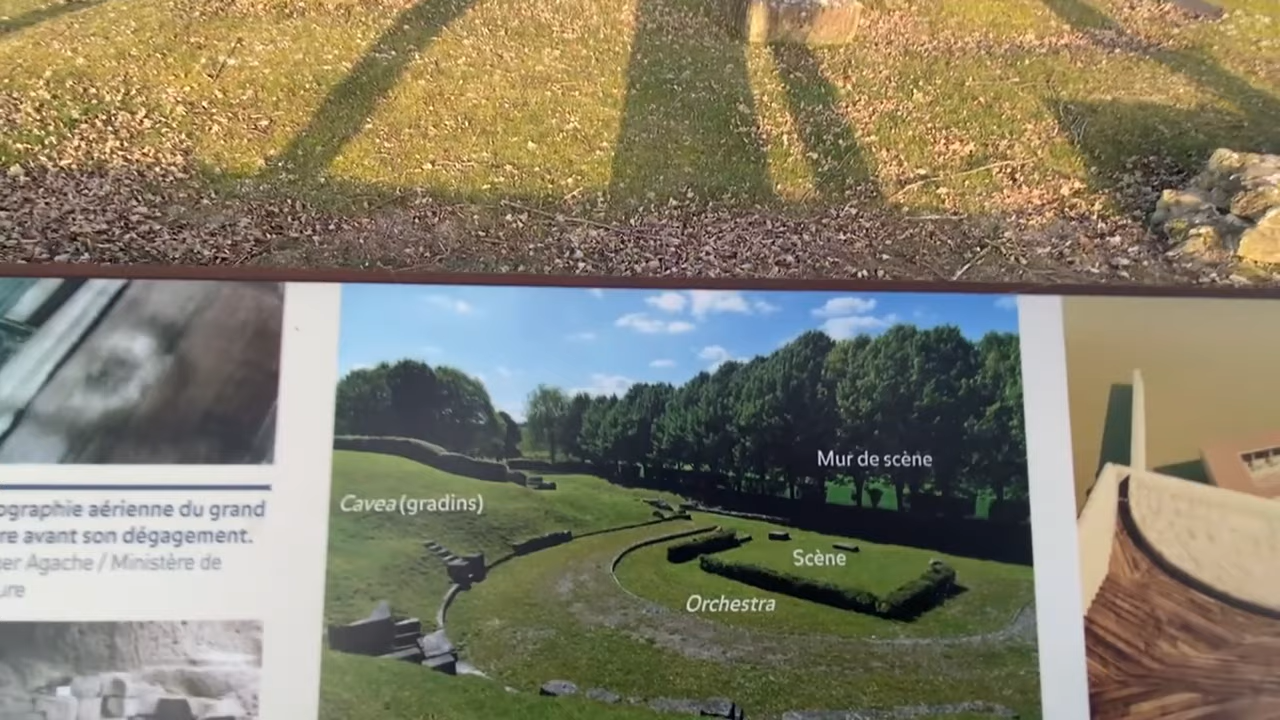 Mur de scène
Cavea (gradins)
Scène
Orchestra
ographie aérienne du grand
re avant son dégagement.
er Agache / Ministère de
ure